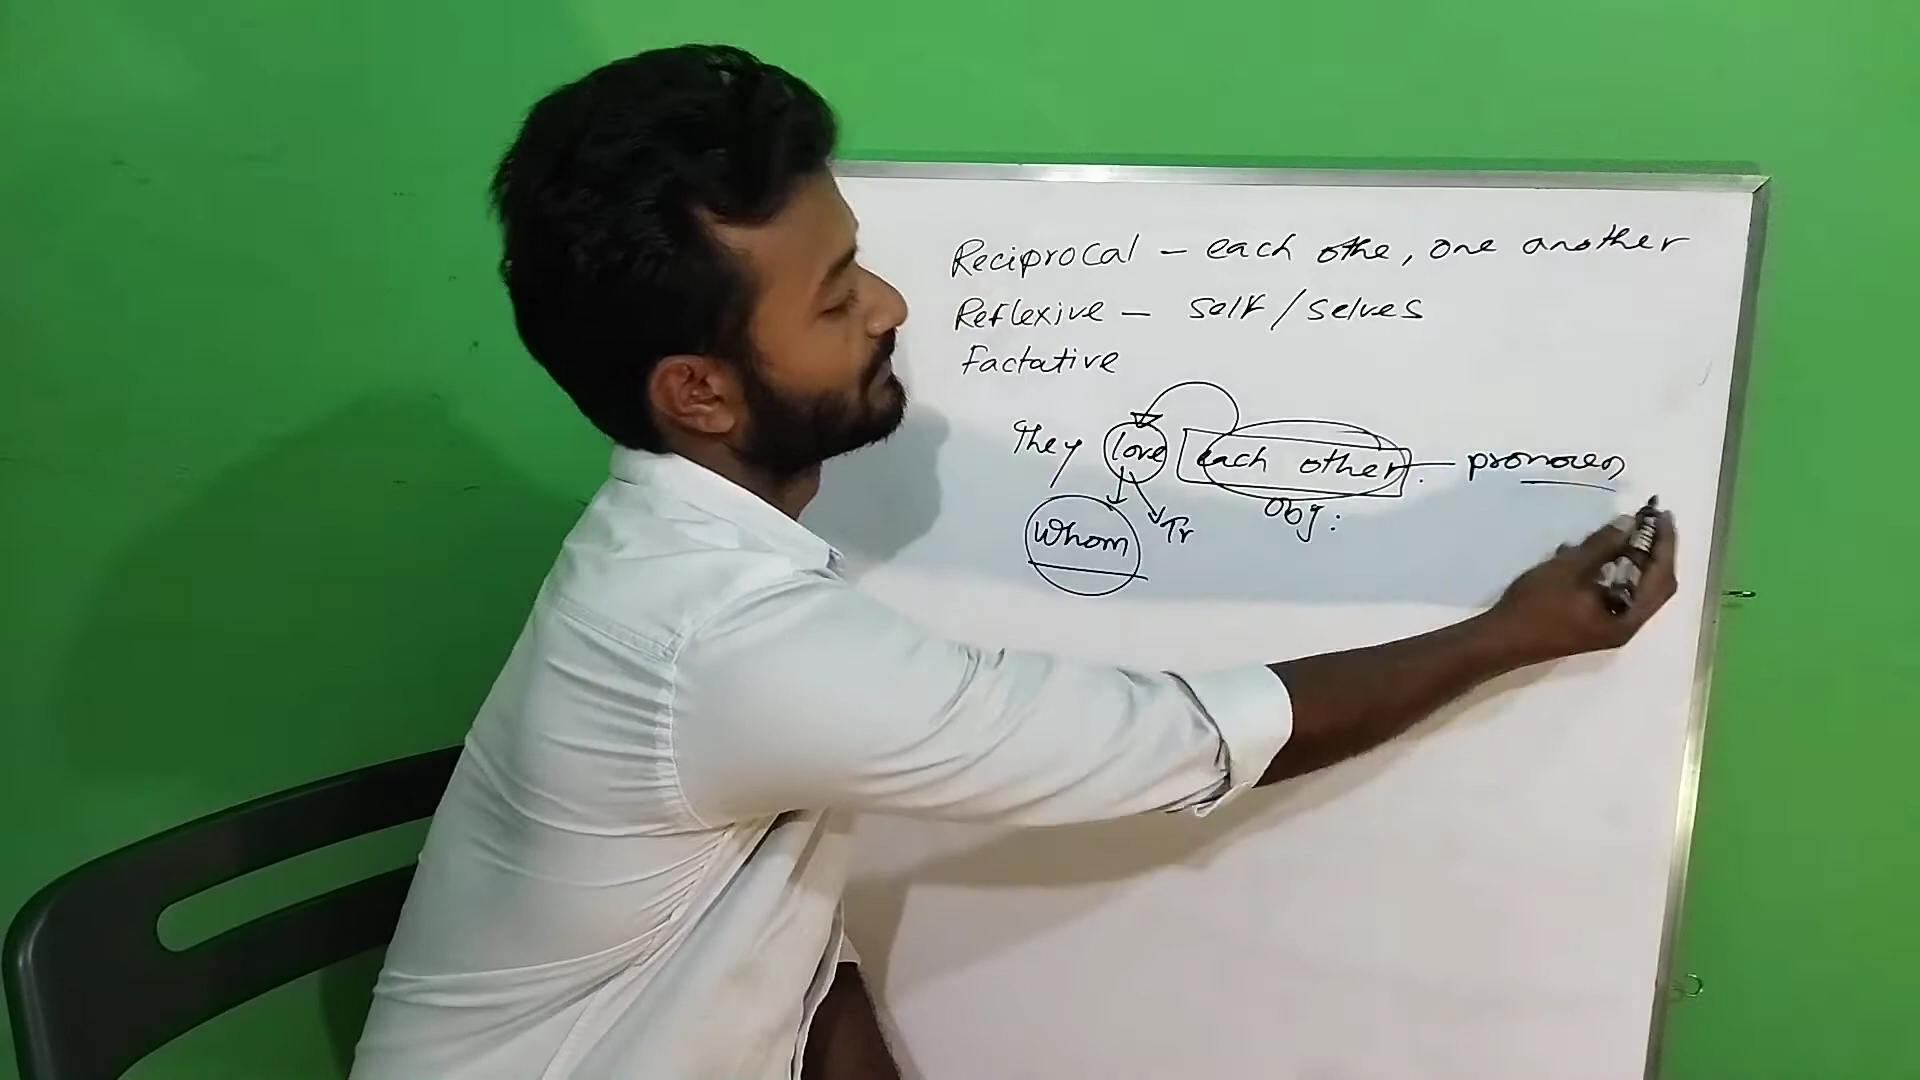 Reciprocal - each othe, one another
Reflexive - self/selves
Factative
They love each other. - pronoun
Whom Tr obj: